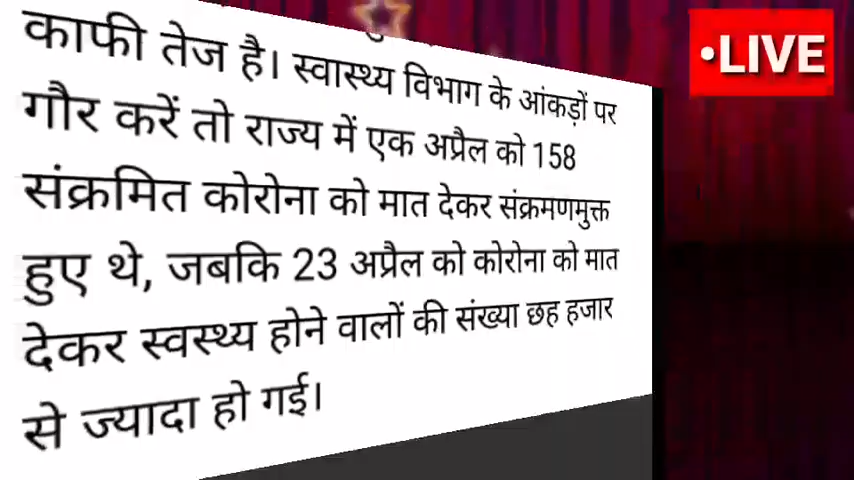 काफी तेज है। स्वास्थ्य विभाग के आंकड़ों पर
गौर करें तो राज्य में एक अप्रैल को 158
संक्रमित कोरोना को मात देकर संक्रमणमुक्त
हुए थे, जबकि 23 अप्रैल को कोरोना को मात
देकर स्वस्थ्य होने वालों की संख्या छह हजार
से ज्यादा हो गई।
•LIVE